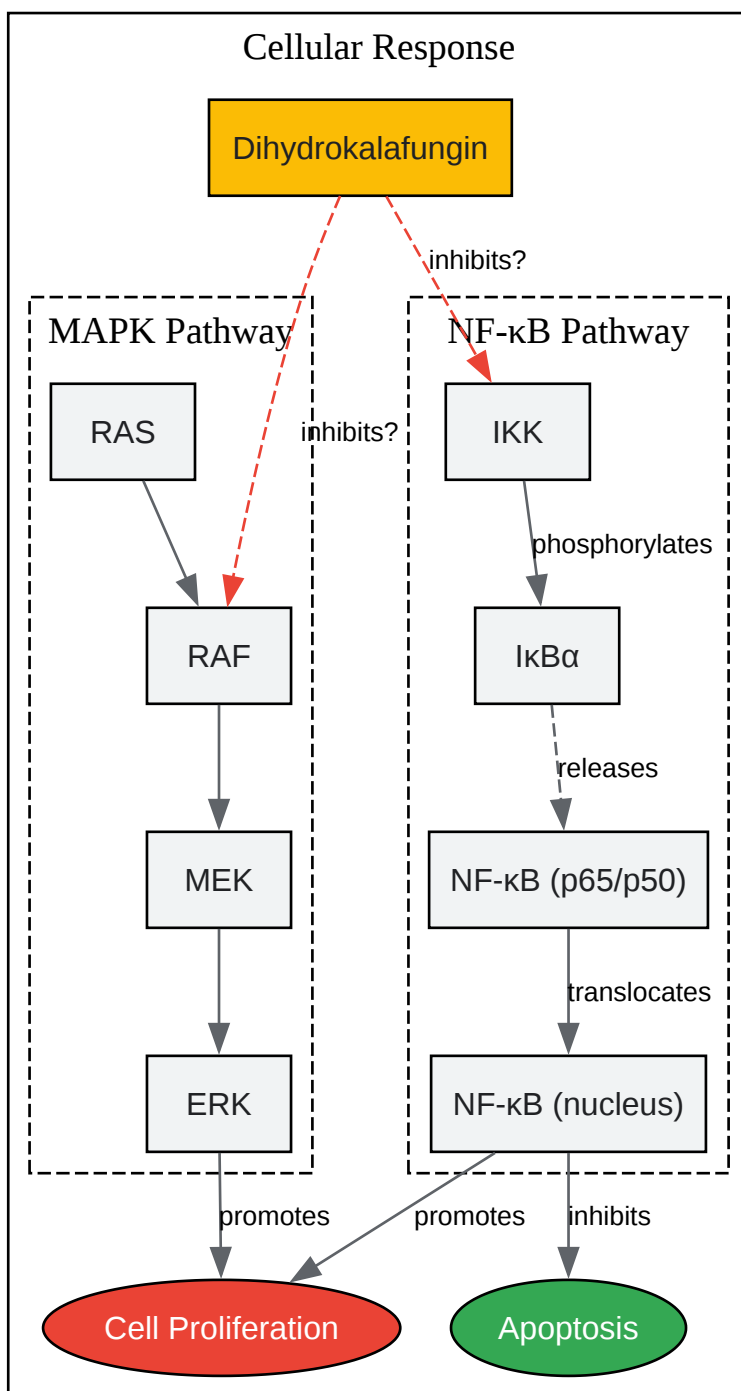 Cellular Response
Dihydrokalafungin
inhibits?
MAPK Pathway
NF-κB Pathway
RAS
inhibits?
IKK
phosphorylates
RAF
IκBα
releases
MEK
NF-κB (p65/p50)
translocates
ERK
NF-κB (nucleus)
promotes
promotes
inhibits
Cell Proliferation
Apoptosis